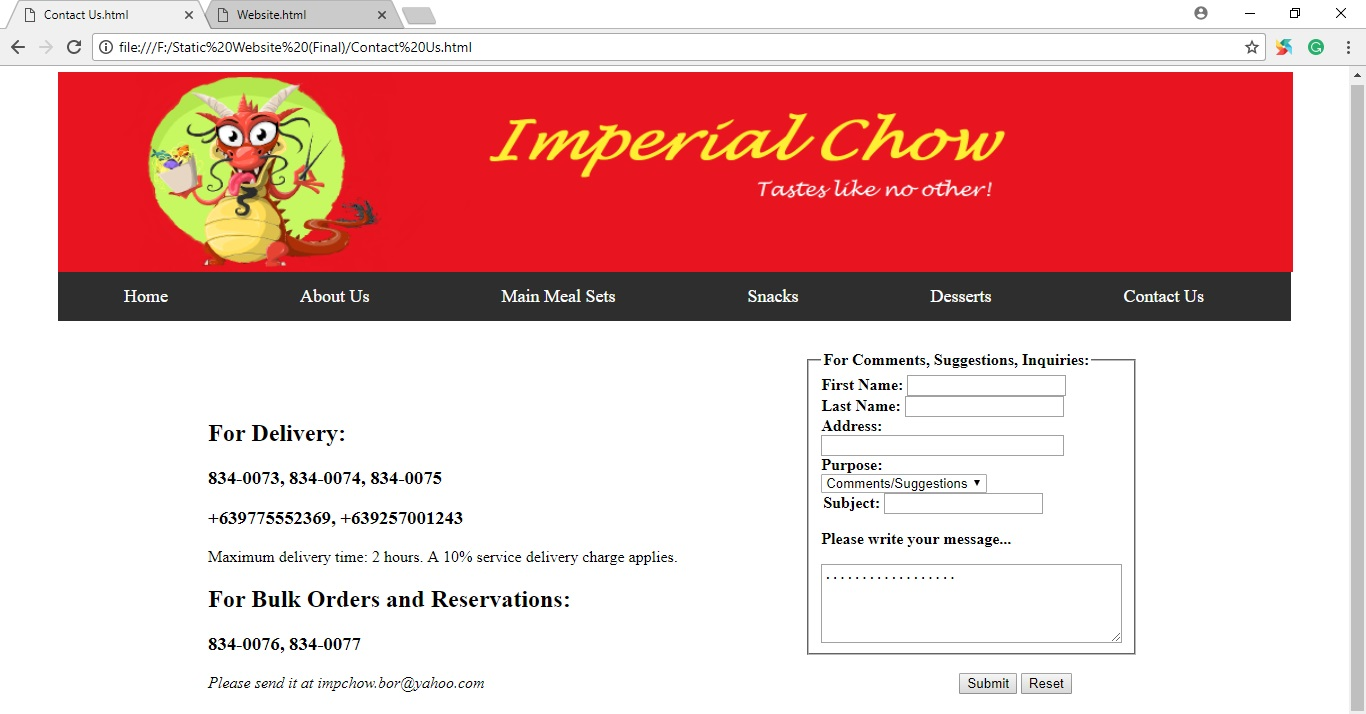 Contact Us.html
Website.html
file:///F:/Static%20Website%20(Final)/Contact%20Us.html
Imperial Chow
Tastes like no other!
Home About Us Main Meal Sets Snacks Desserts Contact Us
For Delivery:
834-0073, 834-0074, 834-0075
+639775552369, +639257001243
Maximum delivery time: 2 hours. A 10% service delivery charge applies.
For Bulk Orders and Reservations:
834-0076, 834-0077
Please send it at impchow.bor@yahoo.com
For Comments, Suggestions, Inquiries:
First Name:
Last Name:
Address:
Purpose:
Comments/Suggestions
Subject:
Please write your message...
..................
Submit Reset